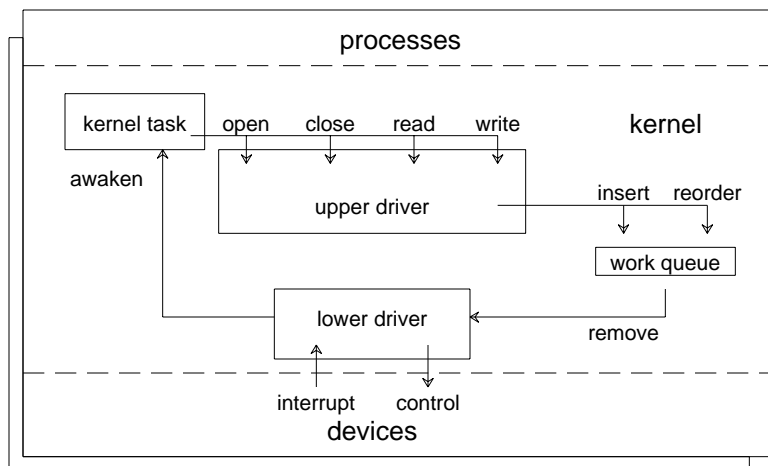 processes
kernel task
open
close
read
write
kernel
awaken
upper driver
insert
reorder
work queue
lower driver
remove
interrupt
control
devices